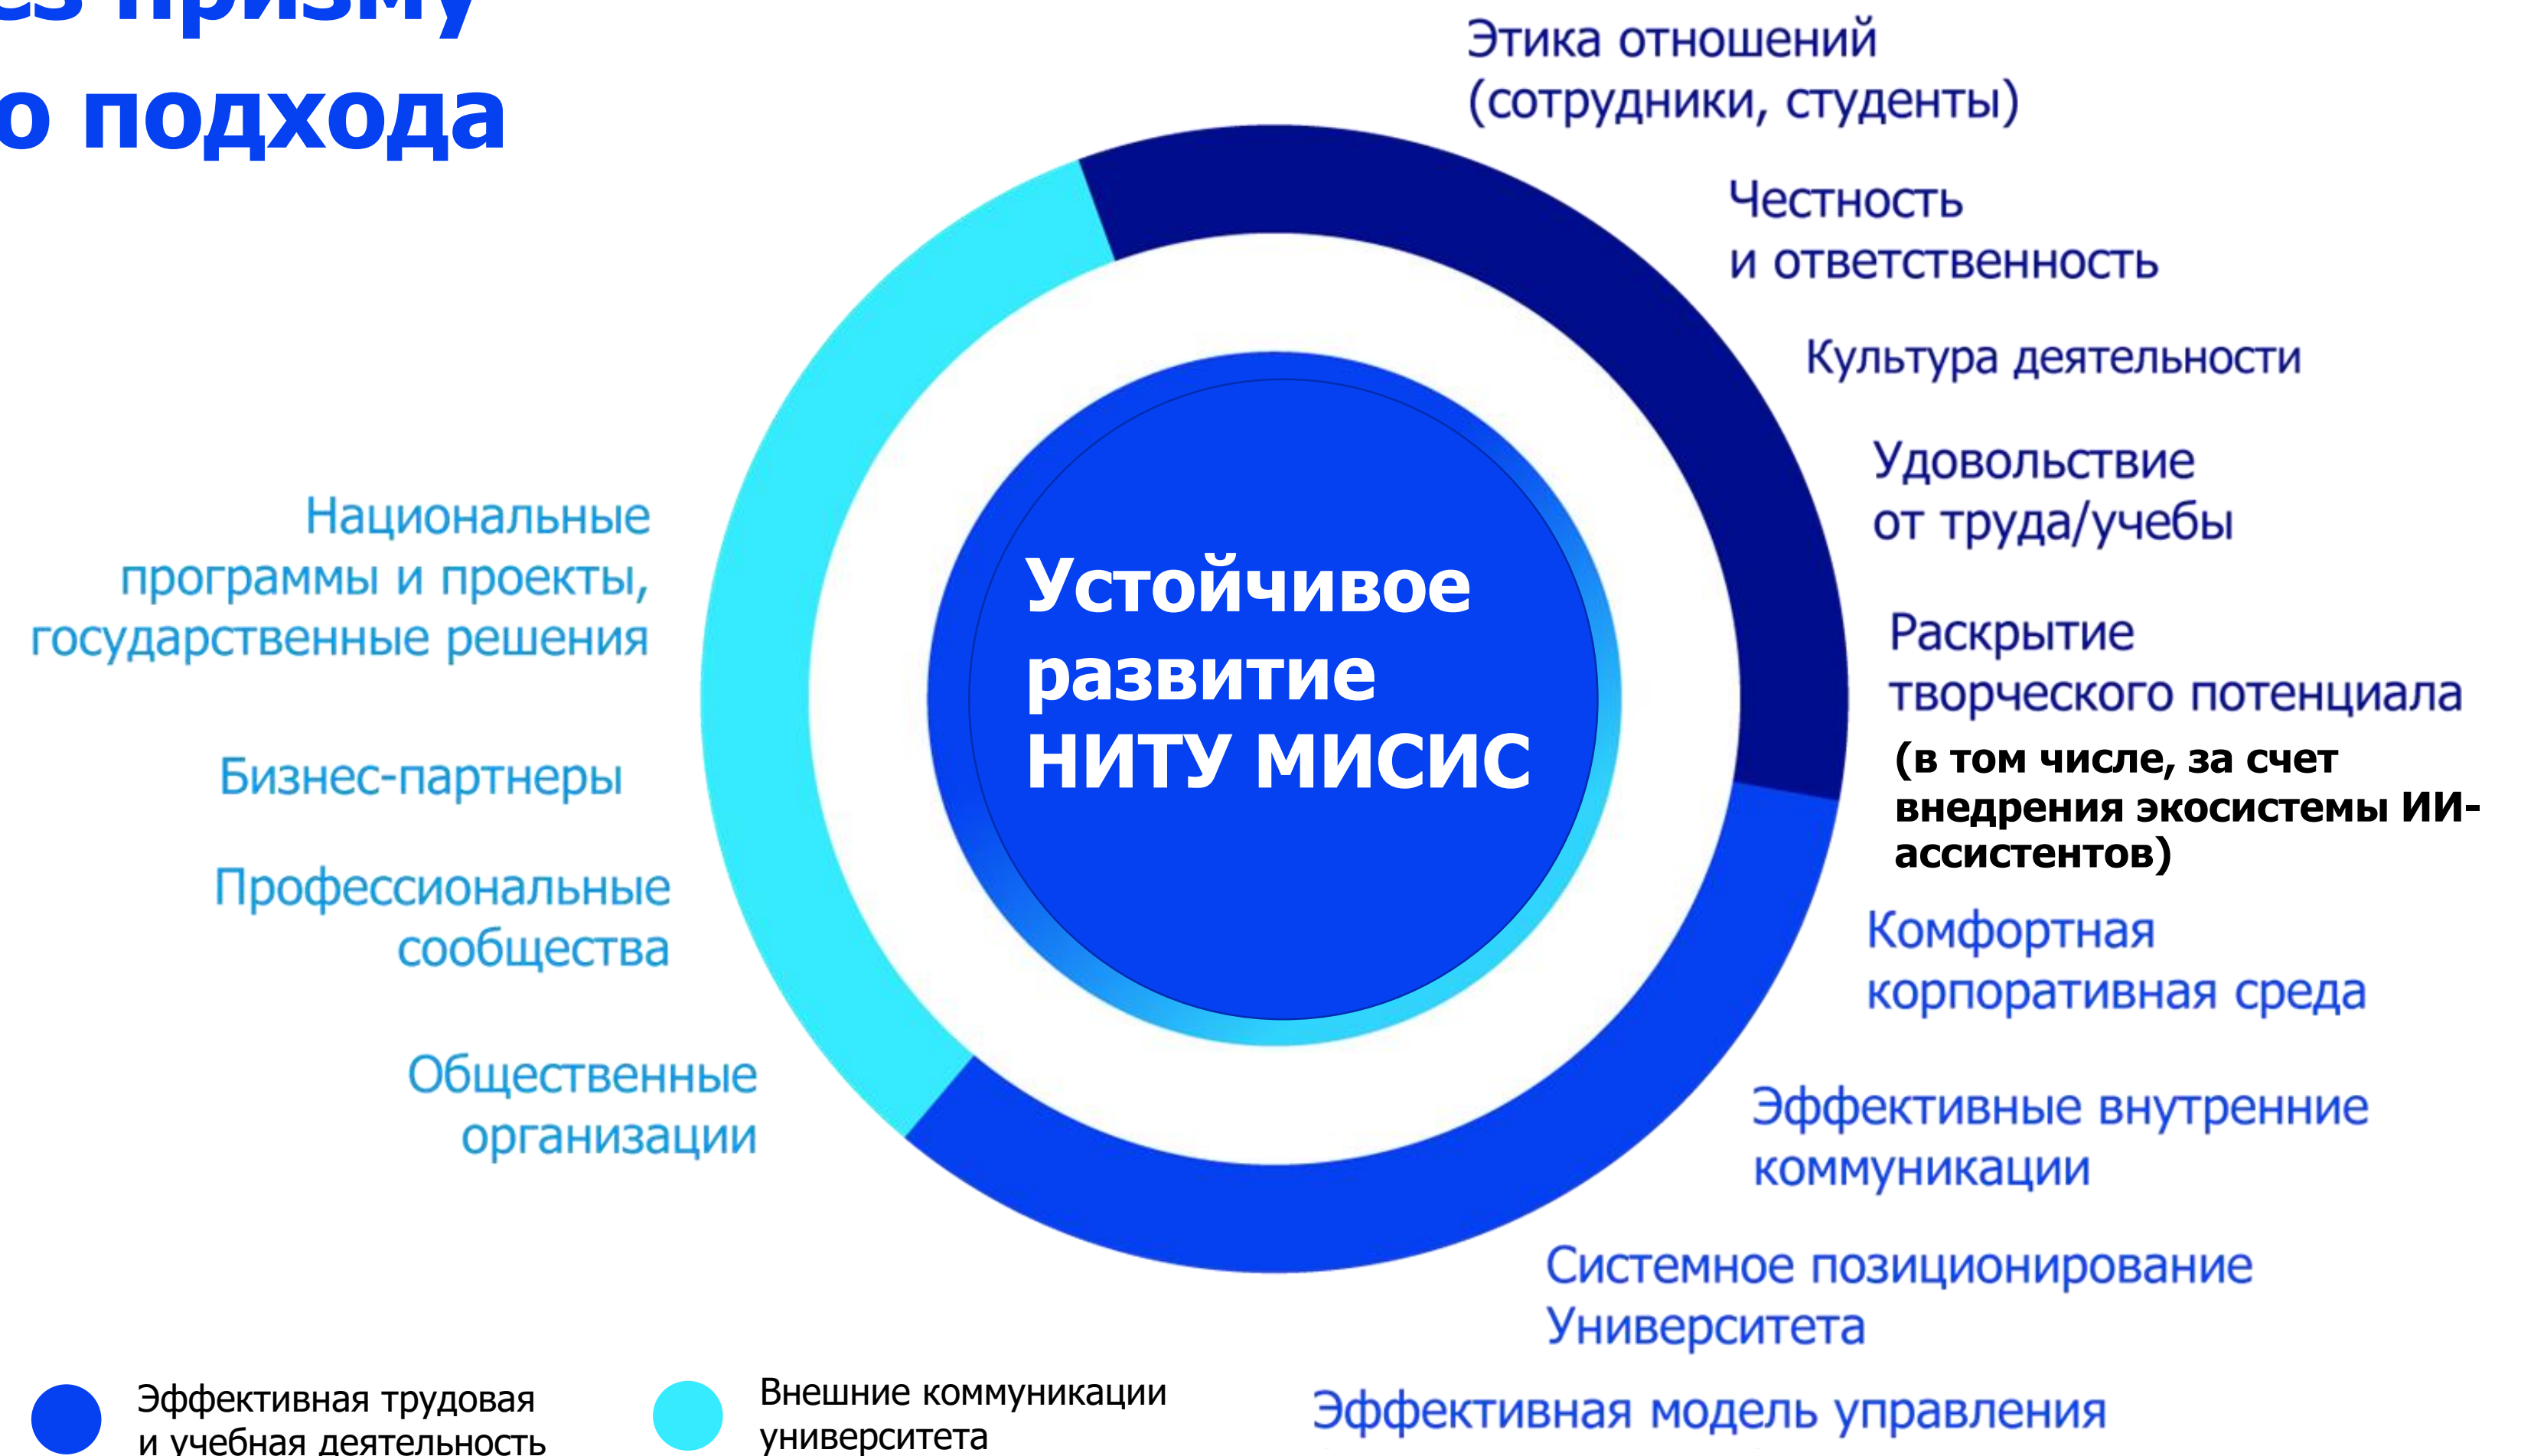 призму
о подхода
Этика отношений
(сотрудники, студенты)
Честность
и ответственность
Культура деятельности
Удовольствие
от труда/учебы
Раскрытие
творческого потенциала
(в том числе, за счет
внедрения экосистемы ИИ-
ассистентов)
Комфортная
корпоративная среда
Эффективные внутренние
коммуникации
Системное позиционирование
Университета
Эффективная модель управления
Национальные
программы и проекты,
государственные решения
Бизнес-партнеры
Профессиональные
сообщества
Общественные
организации
Устойчивое
развитие
НИТУ МИСИС
Эффективная трудовая
и учебная деятельность
Внешние коммуникации
университета